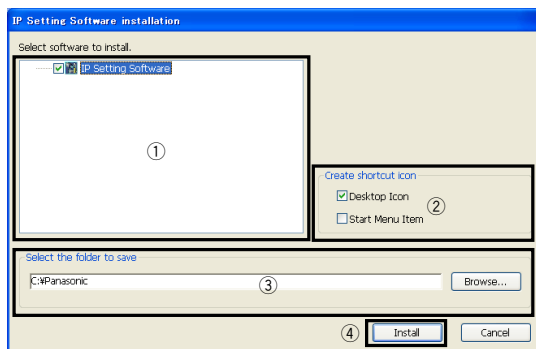 IP Setting Software installation
Select software to install.
IP Setting Software
①
Create shortcut icon
Desktop Icon
②
Start Menu Item
Select the folder to save
C:¥Panasonic
③
Browse...
④
Install
Cancel